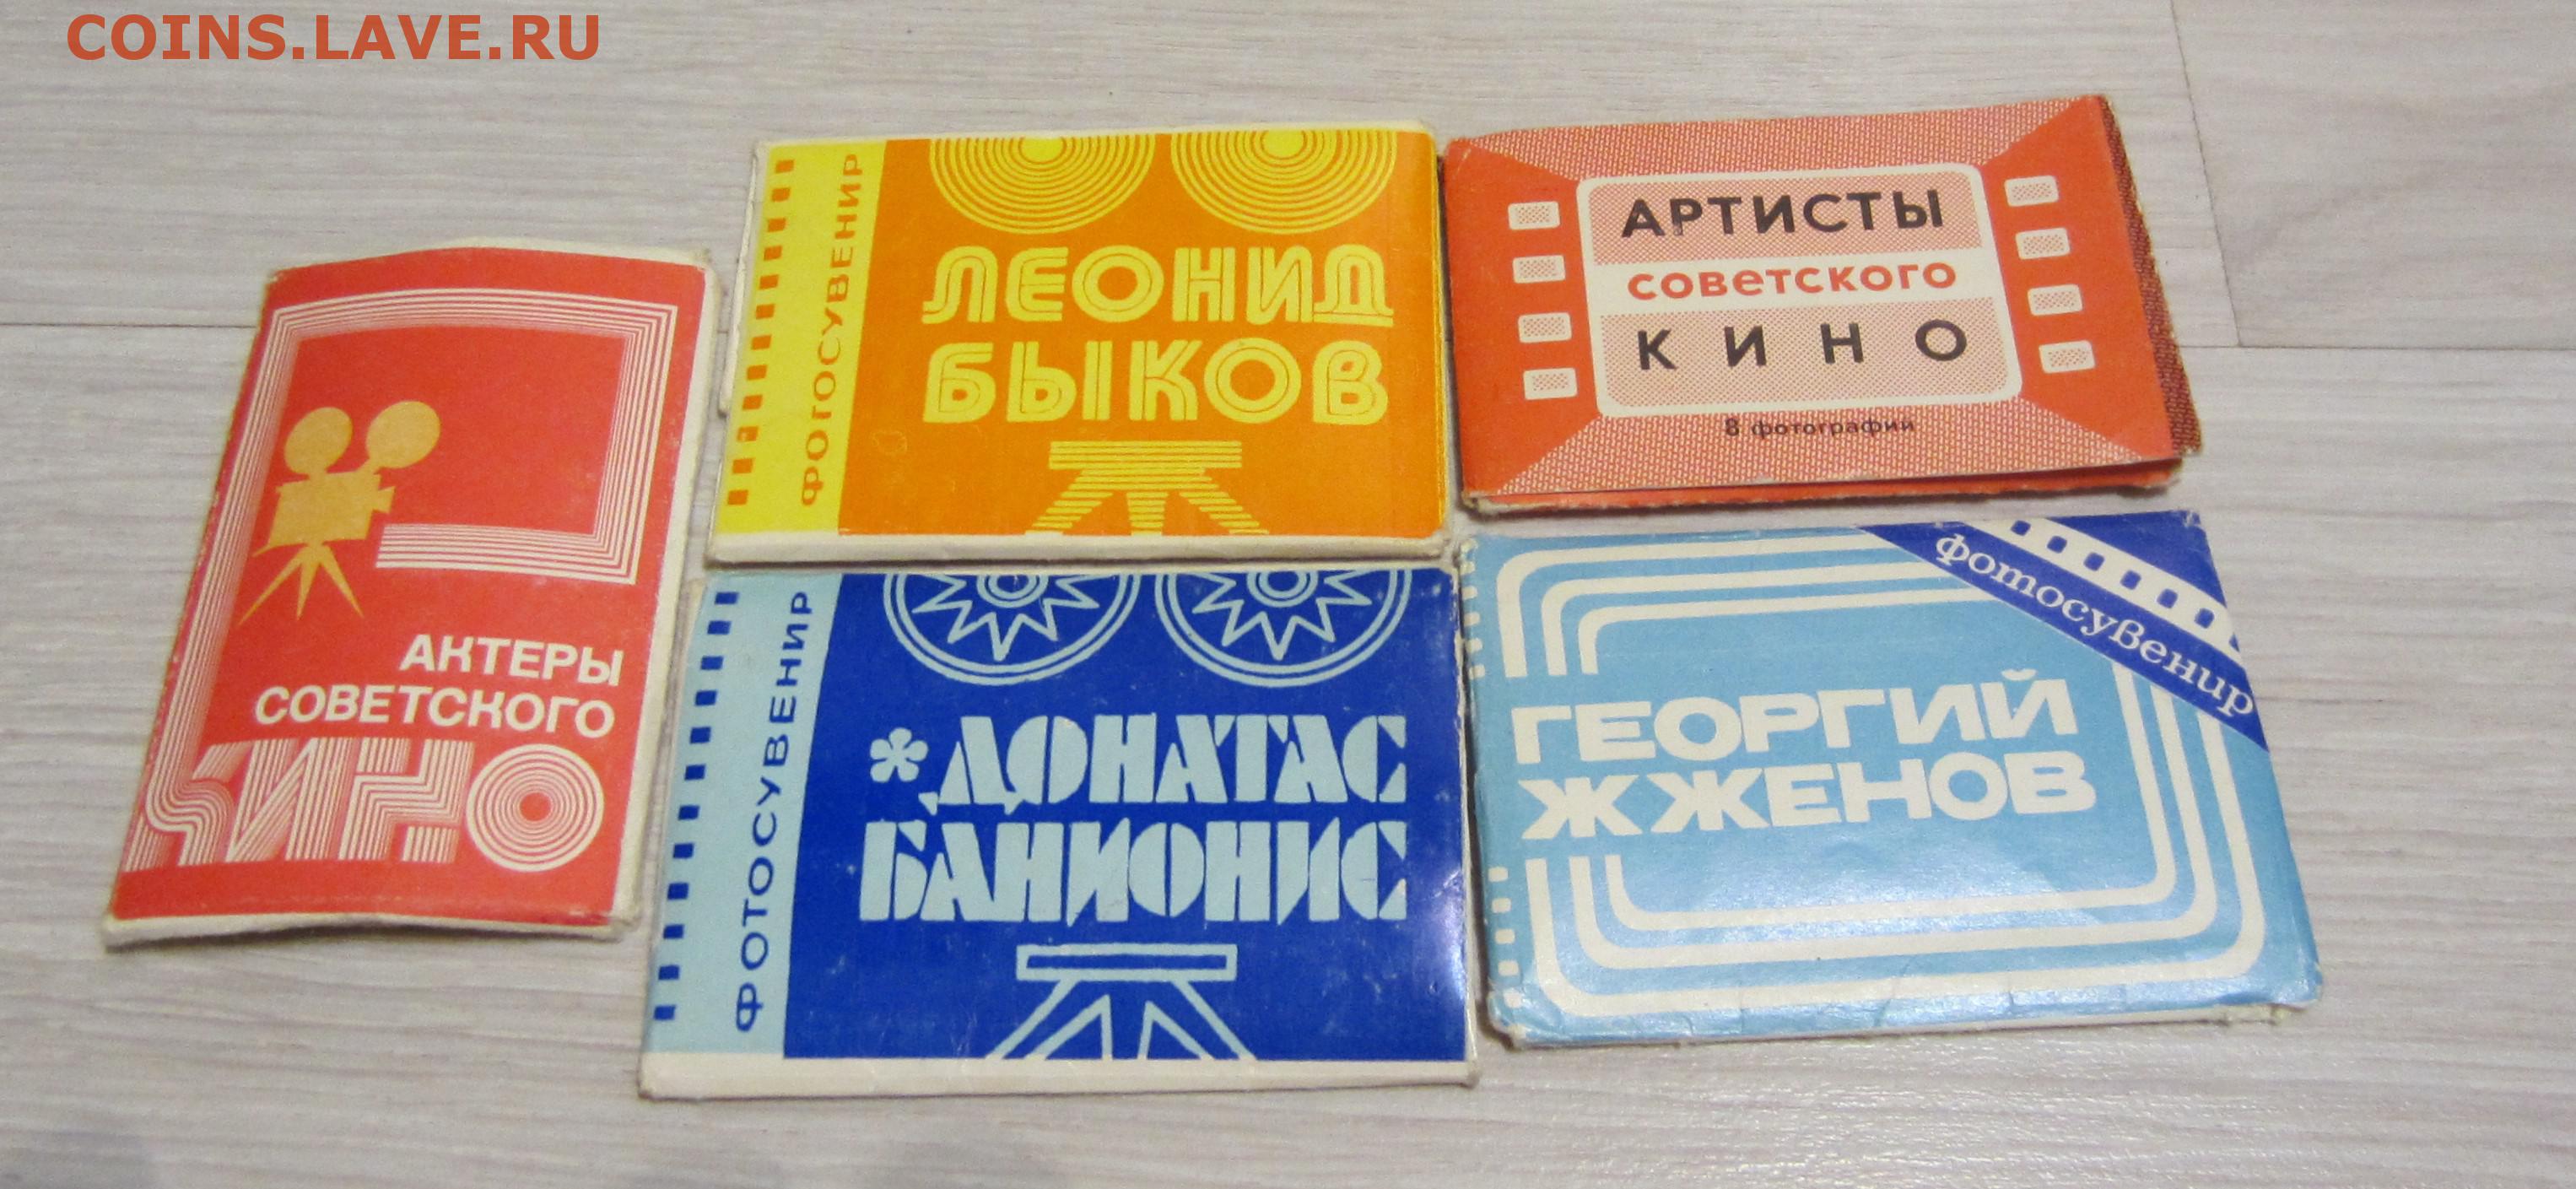 COINS.LAVE.RU
АКТЕРЫ
СОВЕТСКОГО
КИНО
ФОТОСУВЕНИР
ЛЕОНИД
БЫКОВ
АРТИСТЫ
советского
КИНО
8 фотографий
ФОТОСУВЕНИР
ДОНАТАС
БАНИОНИС
фотосувенир
ГЕОРГИЙ
ЖЖЕНОВ